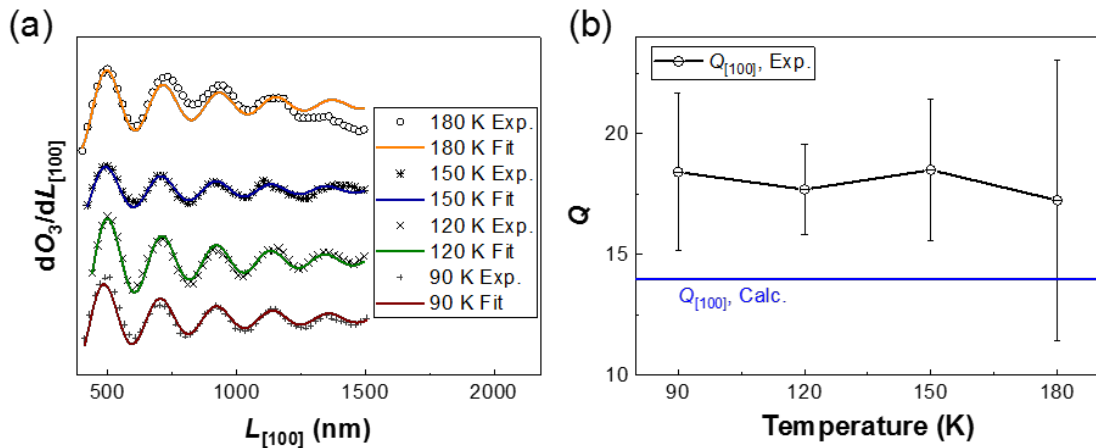 (a)
dO3/dL[100]
180 K Exp.
180 K Fit
150 K Exp.
150 K Fit
120 K Exp.
120 K Fit
90 K Exp.
90 K Fit
500
1000
1500
2000
L[100] (nm)
(b)
Q
Q[100], Exp.
20
15
10
Q[100], Calc.
90
120
150
180
Temperature (K)